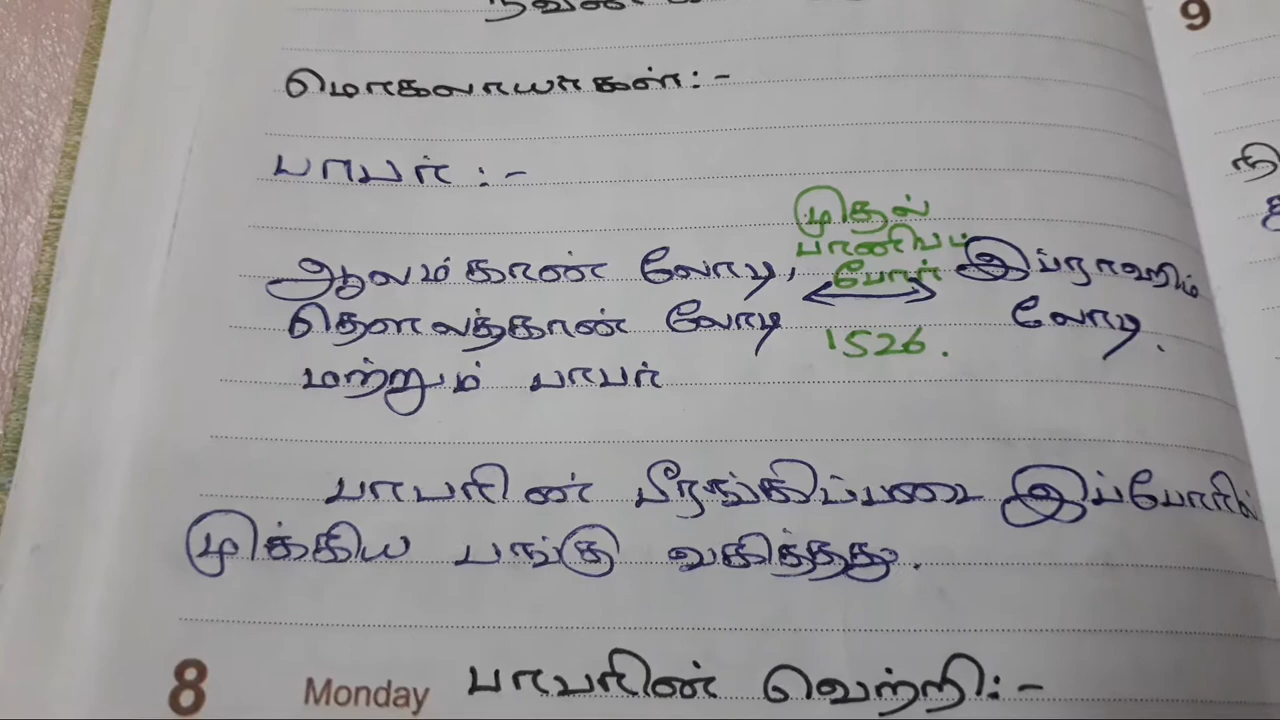 9
மொகலாயர்கள்:-
பாபர் :-
முதல்
பானிபட்
போர்
ஆலம்கான் லோடி, இப்ராஹிம்
தௌலத்கான் லோடி லோடி.
1526.
மற்றும் பாபர்
பாபரின் பீரங்கிப்படை இப்போரில்
முக்கிய பங்கு வகித்தது.
8 Monday பாபரின் வெற்றி:-